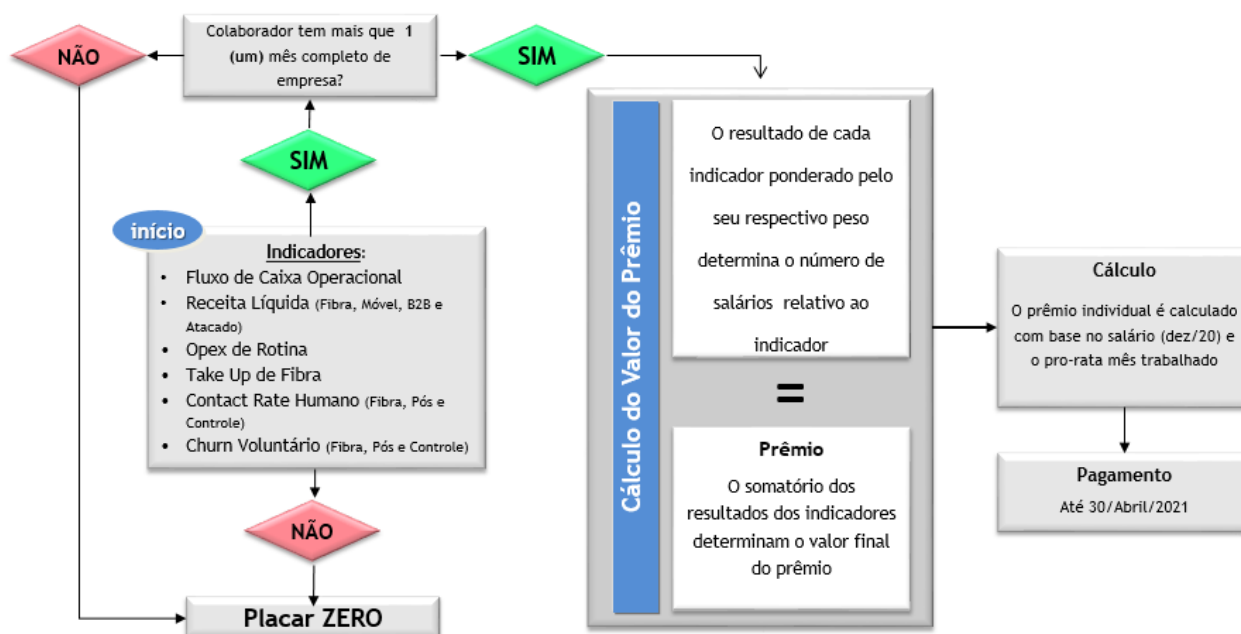 NÃO
Colaborador tem mais que 1
(um) mês completo de
empresa?
SIM
SIM
início
Indicadores:
• Fluxo de Caixa Operacional
• Receita Líquida (Fibra, Móvel, B2B e
Atacado)
• Opex de Rotina
• Take Up de Fibra
• Contact Rate Humano (Fibra, Pós e
Controle)
• Churn Voluntário (Fibra, Pós e Controle)
NÃO
Placar ZERO
Cálculo do Valor do Prêmio
O resultado de cada
indicador ponderado pelo
seu respectivo peso
determina o número de
salários relativo ao
indicador
=
Prêmio
O somatório dos
resultados dos indicadores
determinam o valor final
do prêmio
Cálculo
O prêmio individual é calculado
com base no salário (dez/20) e
o pro-rata mês trabalhado
Pagamento
Até 30/Abril/2021